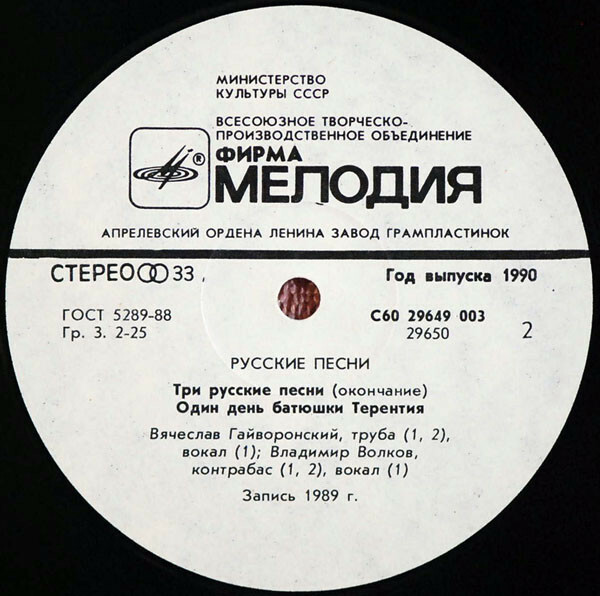 МИНИСТЕРСТВО
КУЛЬТУРЫ СССР
ВСЕСОЮЗНОЕ ТВОРЧЕСКО-
ПРОИЗВОДСТВЕННОЕ ОБЪЕДИНЕНИЕ
®
ФИРМА
МЕЛОДИЯ
АПРЕЛЕВСКИЙ ОРДЕНА ЛЕНИНА ЗАВОД ГРАМПЛАСТИНОК
СТЕРЕО 33
Год выпуска 1990
ГОСТ 5289-88
С60 29649 003
Гр. 3. 2-25
29650
2
РУССКИЕ ПЕСНИ
Три русские песни (окончание)
Один день батюшки Терентия
Вячеслав Гайворонский, труба (1, 2),
вокал (1); Владимир Волков,
контрабас (1, 2), вокал (1)
Запись 1989 г.